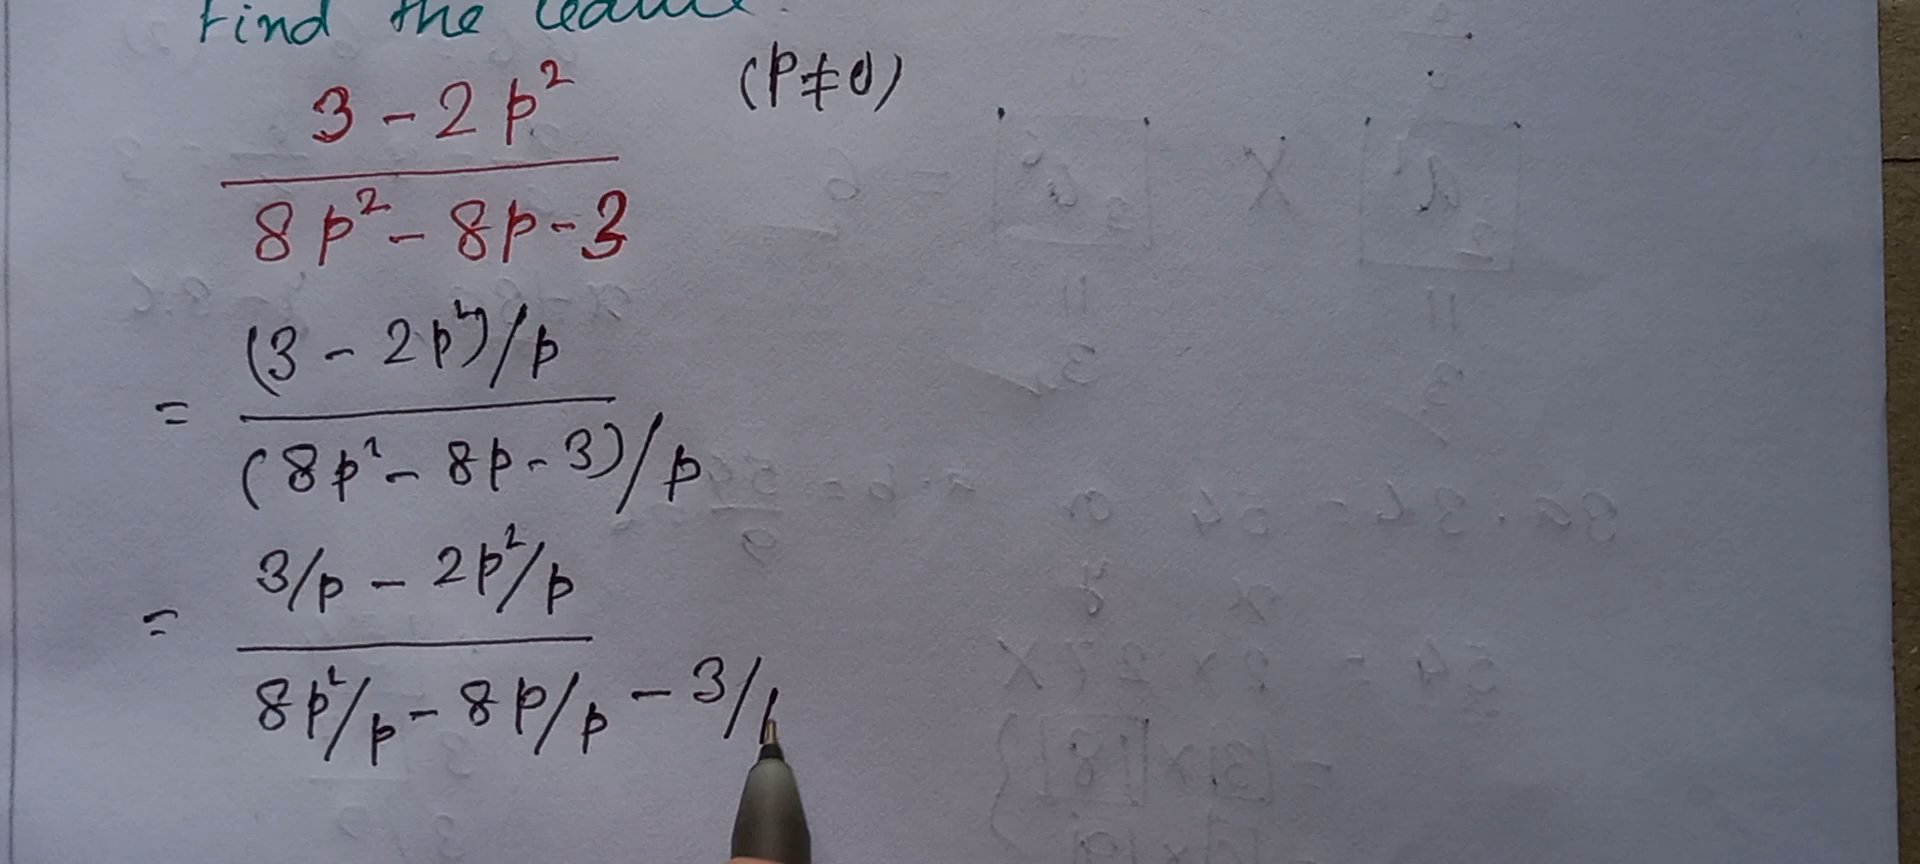 Find the
(P≠0)
3 - 2p²
8p² - 8p - 3
(3 - 2p²)/p
=
(8p² - 8p - 3)/p
3/p - 2p²/p
=
8p²/p - 8p/p - 3/